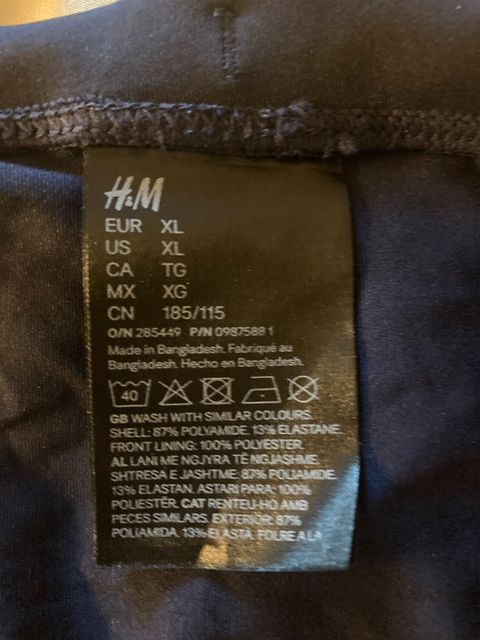 H&M
EUR XL
US XL
CA TG
MX XG
CN 185/115
O/N 285449 P/N 0987588 1
Made in Bangladesh. Fabriqué au
Bangladesh. Hecho en Bangladesh.
40
GB WASH WITH SIMILAR COLOURS.
SHELL: 87% POLYAMIDE. 13% ELASTANE.
FRONT LINING: 100% POLYESTER.
AL LANI ME NGJYRA TË NGJASHME.
SHTRESA E JASHTME: 87% POLIAMIDE.
13% ELASTAN. ASTARI PARA: 100%
POLIESTËR. CAT RENTEU-HO AMB
PECES SIMILARS. EXTERIOR: 87%
POLIAMIDA. 13% ELASTÀ. FOLRE A LA